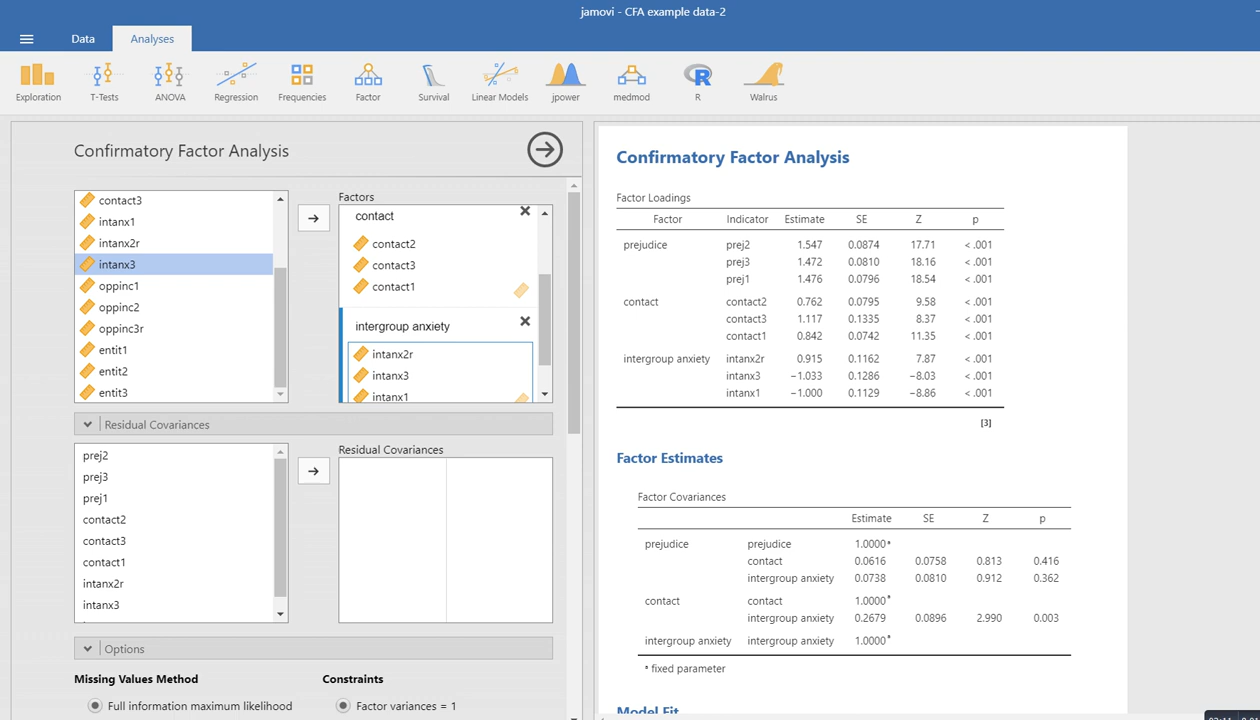 jamovi - CFA example data-2
Data Analyses
Exploration T-Tests ANOVA Regression Frequencies Factor Survival Linear Models jpower medmod R Walrus
Confirmatory Factor Analysis
contact3
intanx1
intanx2r
intanx3
oppinc1
oppinc2
oppinc3r
entit1
entit2
entit3
Factors
contact
contact2
contact3
contact1
intergroup anxiety
intanx2r
intanx3
intanx1
Residual Covariances
prej2
prej3
prej1
contact2
contact3
contact1
intanx2r
intanx3
Residual Covariances
Options
Missing Values Method
Full information maximum likelihood
Constraints
Factor variances = 1
Confirmatory Factor Analysis
Factor Loadings
Factor Indicator Estimate SE Z p
prejudice prej2 1.547 0.0874 17.71 < .001
prej3 1.472 0.0810 18.16 < .001
prej1 1.476 0.0796 18.54 < .001
contact contact2 0.762 0.0795 9.58 < .001
contact3 1.117 0.1335 8.37 < .001
contact1 0.842 0.0742 11.35 < .001
intergroup anxiety intanx2r 0.915 0.1162 7.87 < .001
intanx3 −1.033 0.1286 −8.03 < .001
intanx1 −1.000 0.1129 −8.86 < .001
[3]
Factor Estimates
Factor Covariances
Estimate SE Z p
prejudice prejudice 1.0000ᵃ
contact 0.0616 0.0758 0.813 0.416
intergroup anxiety 0.0738 0.0810 0.912 0.362
contact contact 1.0000ᵃ
intergroup anxiety 0.2679 0.0896 2.990 0.003
intergroup anxiety intergroup anxiety 1.0000ᵃ
ᵃ fixed parameter
Model Fit